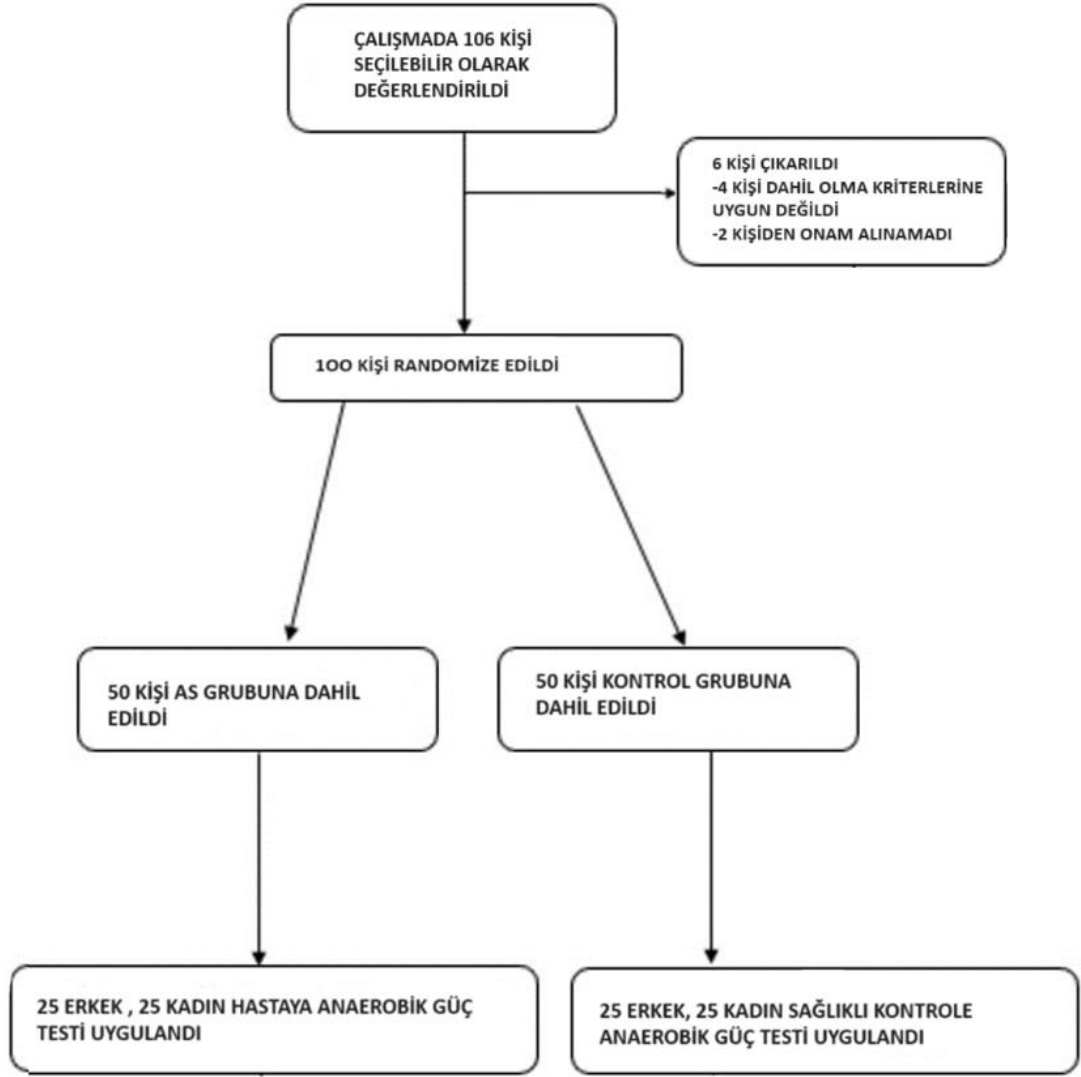 ÇALIŞMADA 106 KİŞİ
SEÇİLEBİLİR OLARAK
DEĞERLENDİRİLDİ
6 KİŞİ ÇIKARILDI
-4 KİŞİ DAHİL OLMA KRİTERLERİNE
UYGUN DEĞİLDİ
-2 KİŞİDEN ONAM ALINAMADI
1OO KİŞİ RANDOMİZE EDİLDİ
50 KİŞİ AS GRUBUNA DAHİL
EDİLDİ
50 KİŞİ KONTROL GRUBUNA
DAHİL EDİLDİ
25 ERKEK , 25 KADIN HASTAYA ANAEROBİK GÜÇ
TESTİ UYGULANDI
25 ERKEK, 25 KADIN SAĞLIKLI KONTROLE
ANAEROBİK GÜÇ TESTİ UYGULANDI